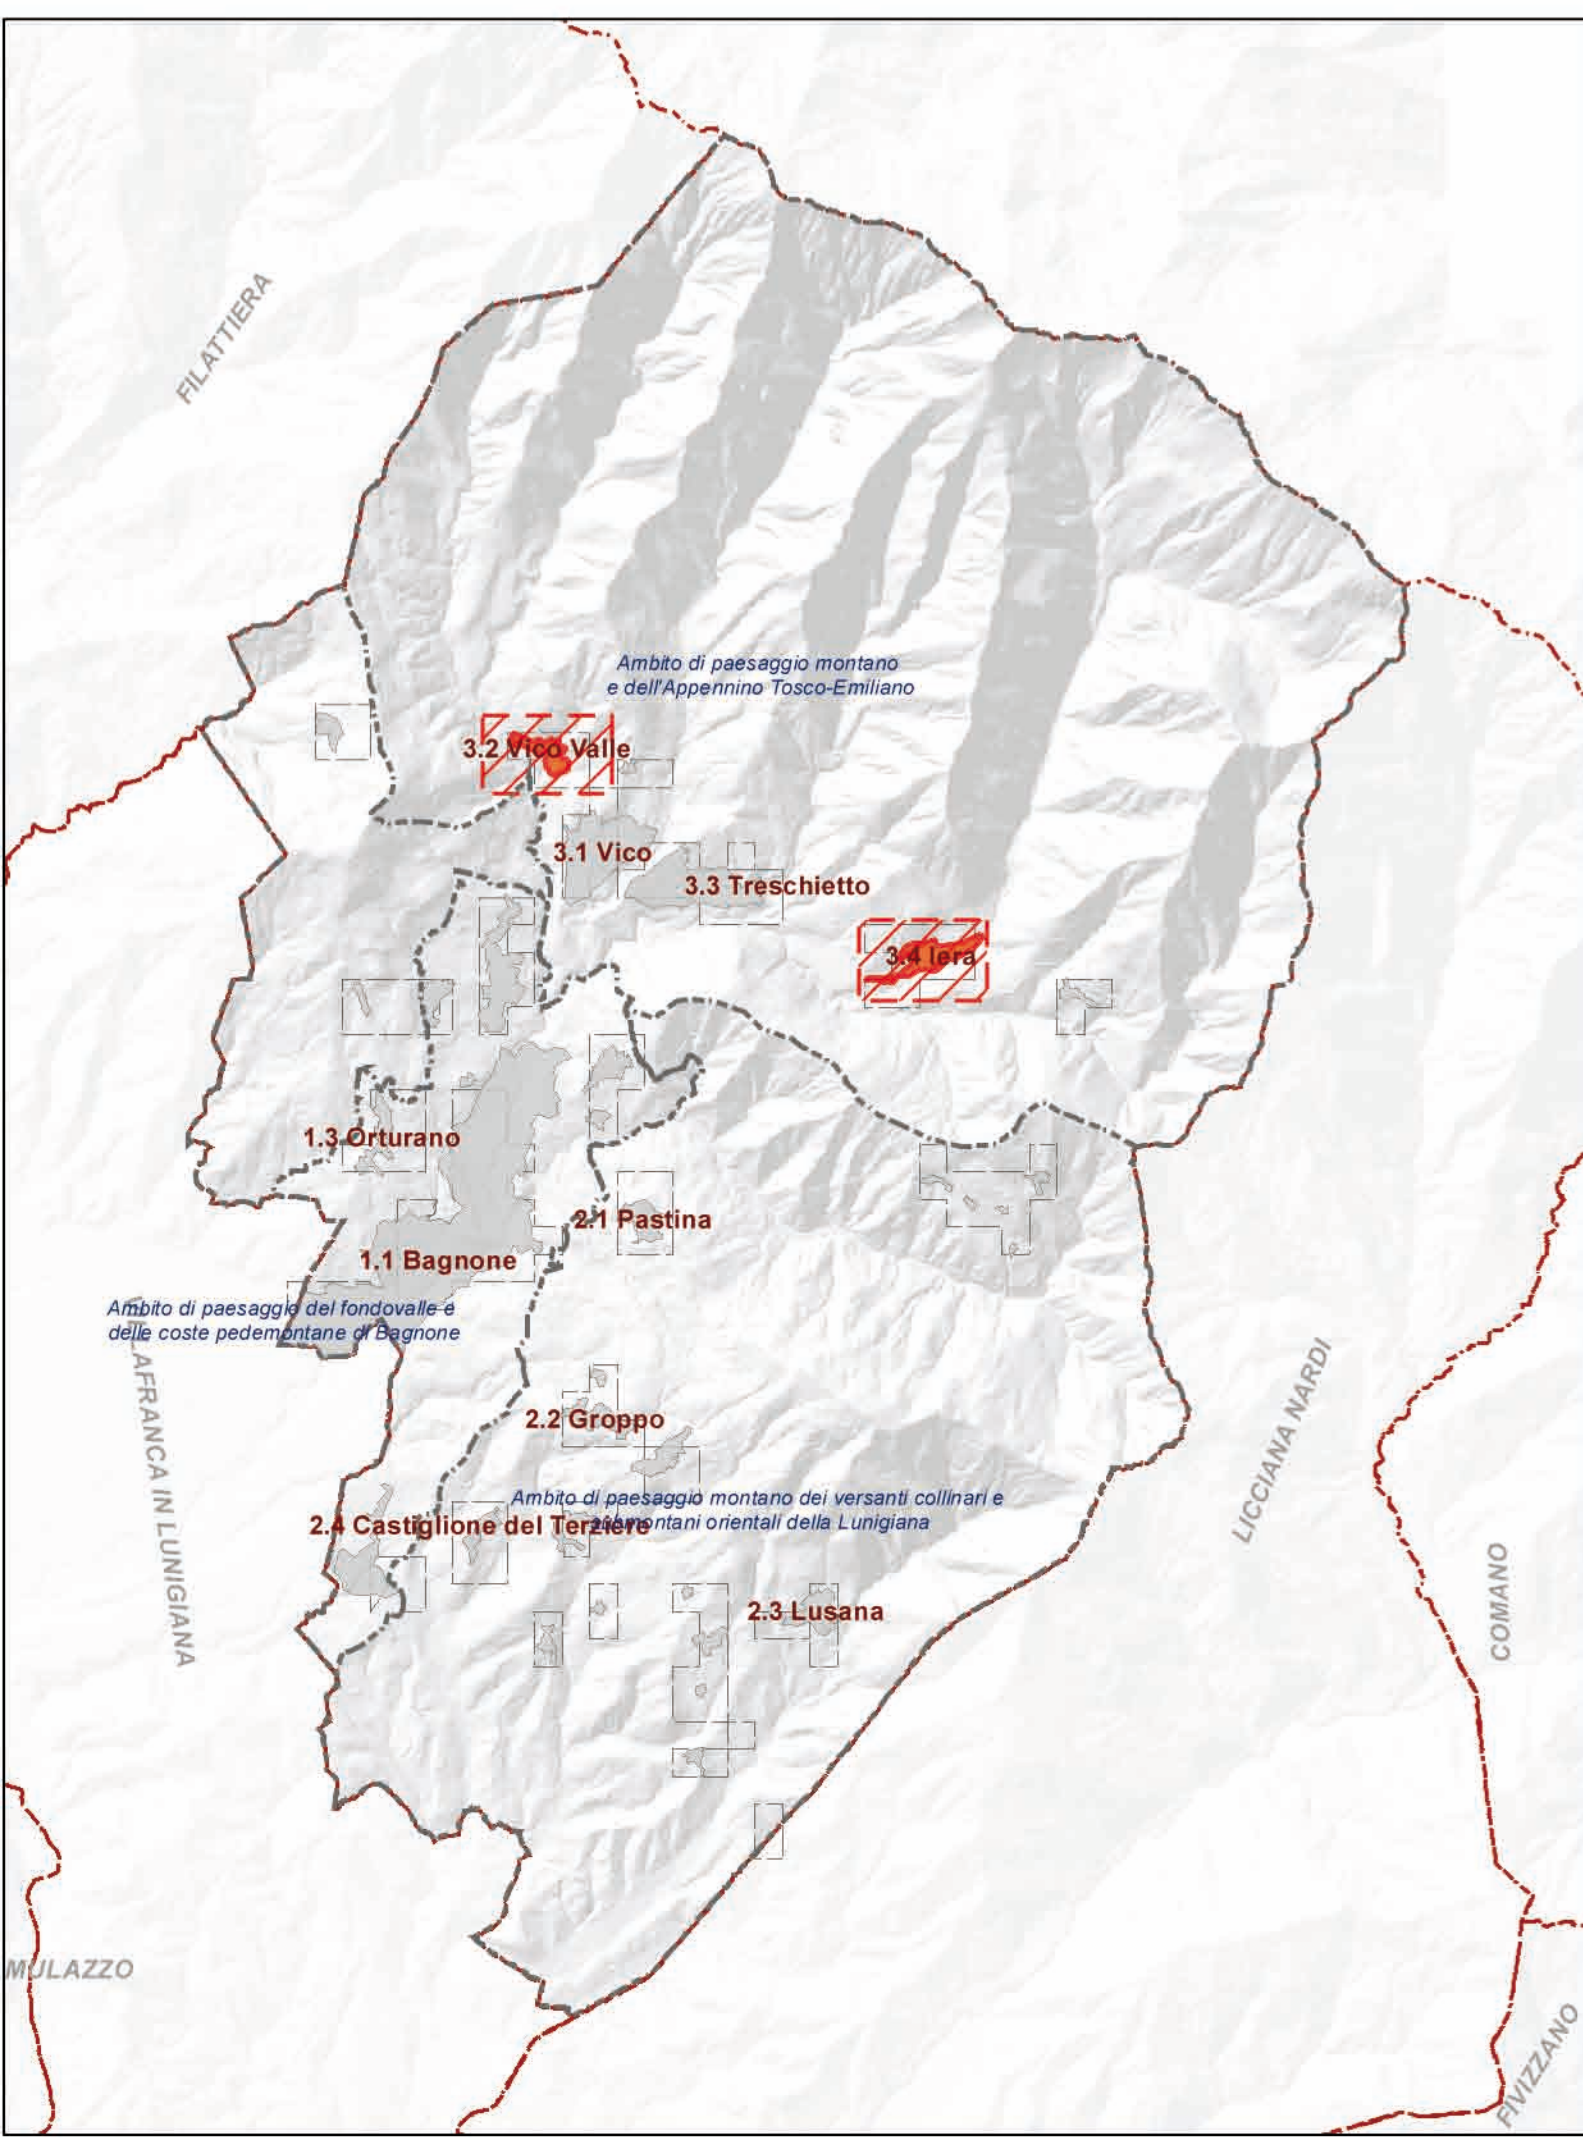 FILATTIERA
Ambito di paesaggio montano
e dell'Appennino Tosco-Emiliano
3.2 Vico Valle
3.1 Vico
3.3 Treschietto
3.4 Iera
1.3 Orturano
2.1 Pastina
1.1 Bagnone
Ambito di paesaggio del fondovalle e
delle coste pedemontane di Bagnone
VILLAFRANCA IN LUNIGIANA
LICCIANA NARDI
2.2 Groppo
Ambito di paesaggio montano dei versanti collinari e
submontani orientali della Lunigiana
2.4 Castiglione del Terziere
COMANO
2.3 Lusana
MULAZZO
FIVIZZANO